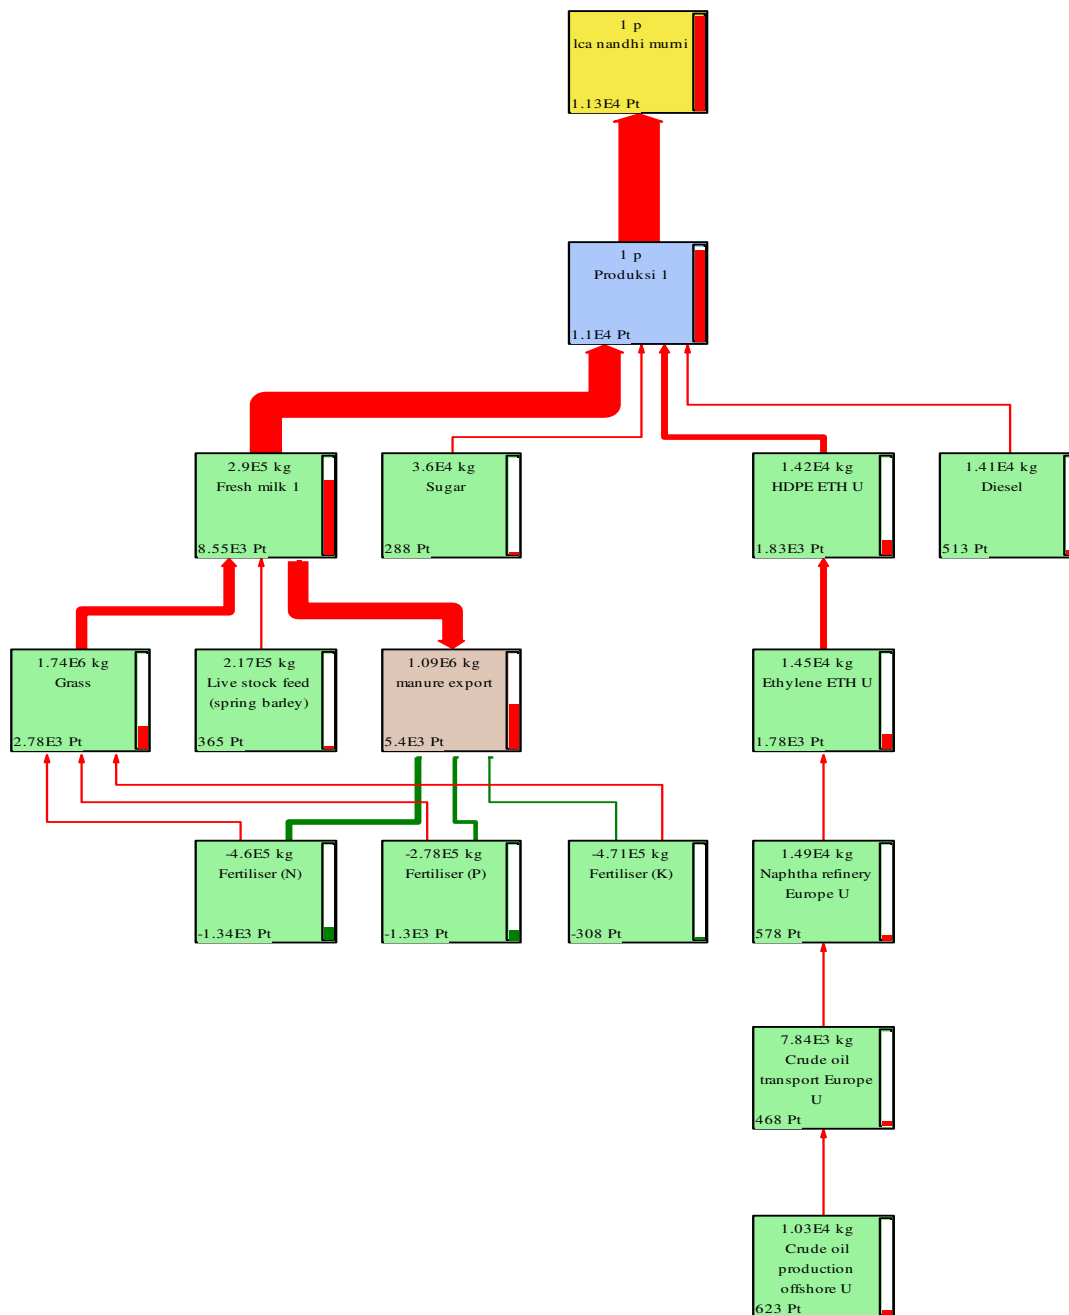 1 p
lca nandhi murni
1.13E4 Pt
1 p
Produksi 1
1.1E4 Pt
2.9E5 kg
Fresh milk 1
8.55E3 Pt
3.6E4 kg
Sugar
288 Pt
1.42E4 kg
HDPE ETH U
1.83E3 Pt
1.41E4 kg
Diesel
513 Pt
1.74E6 kg
Grass
2.78E3 Pt
2.17E5 kg
Live stock feed
(spring barley)
365 Pt
1.09E6 kg
manure export
5.4E3 Pt
1.45E4 kg
Ethylene ETH U
1.78E3 Pt
-4.6E5 kg
Fertiliser (N)
-1.34E3 Pt
-2.78E5 kg
Fertiliser (P)
-1.3E3 Pt
-4.71E5 kg
Fertiliser (K)
-308 Pt
1.49E4 kg
Naphtha refinery
Europe U
578 Pt
7.84E3 kg
Crude oil
transport Europe
U
468 Pt
1.03E4 kg
Crude oil
production
offshore U
623 Pt